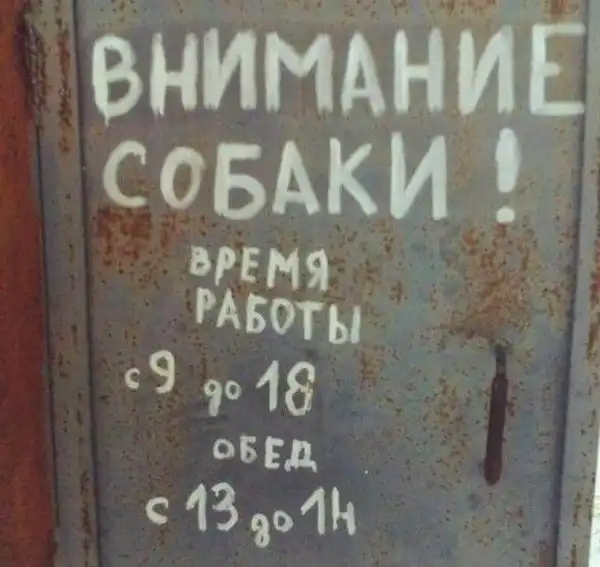 ВНИМАНИЕ
СОБАКИ !
ВРЕМЯ
РАБОТЫ
с 9 до 18
ОБЕД
с 13 до 14